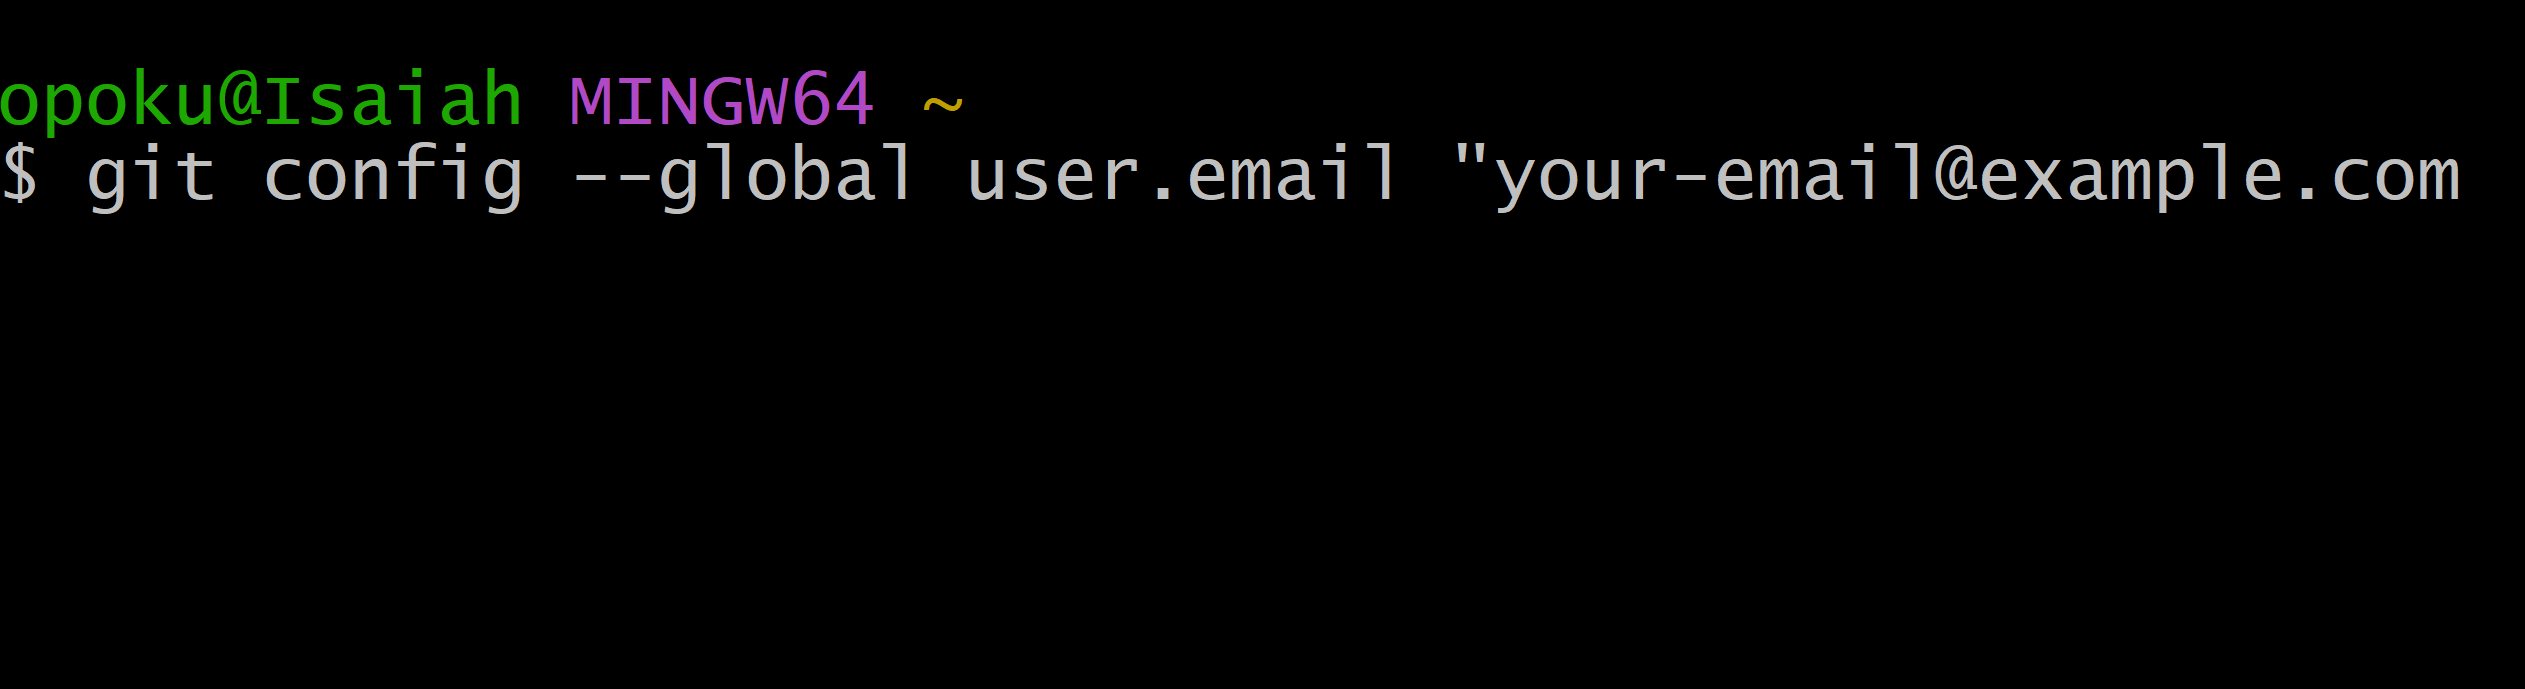 opoku@Isaiah MINGW64 ~
$ git config --global user.email "your-email@example.com